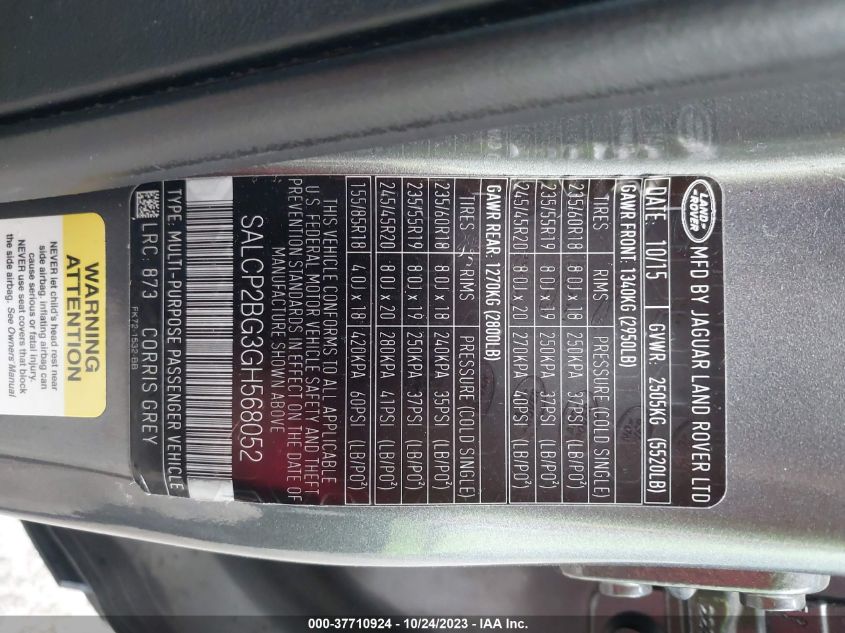 LAND ROVER
MFD BY JAGUAR LAND ROVER LTD
DATE: 10/15 GVWR: 2505KG (5520LB)
GAWR FRONT: 1340KG (2950LB)
TIRES RIMS PRESSURE (COLD SINGLE)
235/60R18 8.0J x 18 250KPA 37PSI (LB/PO²)
235/55R19 8.0J x 19 250KPA 37PSI (LB/PO²)
245/45R20 8.0J x 20 270KPA 40PSI (LB/PO²)
GAWR REAR: 1270KG (2800LB)
TIRES RIMS PRESSURE (COLD SINGLE)
235/60R18 8.0J x 18 240KPA 35PSI (LB/PO²)
235/55R19 8.0J x 19 250KPA 37PSI (LB/PO²)
245/45R20 8.0J x 20 280KPA 41PSI (LB/PO²)
155/85R18 4.0J x 18 420KPA 60PSI (LB/PO²)
THIS VEHICLE CONFORMS TO ALL APPLICABLE
U.S. FEDERAL MOTOR VEHICLE SAFETY AND THEFT
PREVENTION STANDARDS IN EFFECT ON THE DATE OF
MANUFACTURE SHOWN ABOVE
SALCP2BG3GH568052
TYPE: MULTI-PURPOSE PASSENGER VEHICLE
LRC: 873 CORRIS GREY
FK72-1532-BB
WARNING
ATTENTION
NEVER let child's head rest near
side airbag, inflating airbag can
cause serious or fatal injury.
NEVER use seat covers that block
the side airbag. See Owners Manual
000-37710924 - 10/24/2023 - IAA Inc.